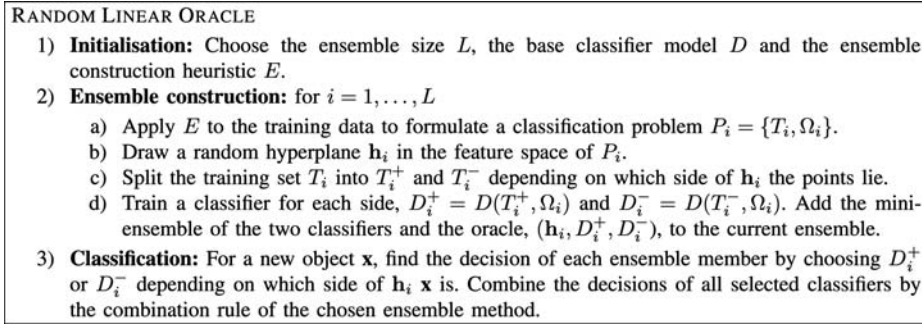 RANDOM LINEAR ORACLE
1) Initialisation: Choose the ensemble size L, the base classifier model D and the ensemble
construction heuristic E.
2) Ensemble construction: for i = 1, . . . , L
a) Apply E to the training data to formulate a classification problem Pᵢ = {Tᵢ, Ωᵢ}.
b) Draw a random hyperplane hᵢ in the feature space of Pᵢ.
c) Split the training set Tᵢ into Tᵢ⁺ and Tᵢ⁻ depending on which side of hᵢ the points lie.
d) Train a classifier for each side, Dᵢ⁺ = D(Tᵢ⁺, Ωᵢ) and Dᵢ⁻ = D(Tᵢ⁻, Ωᵢ). Add the mini-
ensemble of the two classifiers and the oracle, (hᵢ, Dᵢ⁺, Dᵢ⁻), to the current ensemble.
3) Classification: For a new object x, find the decision of each ensemble member by choosing Dᵢ⁺
or Dᵢ⁻ depending on which side of hᵢ x is. Combine the decisions of all selected classifiers by
the combination rule of the chosen ensemble method.